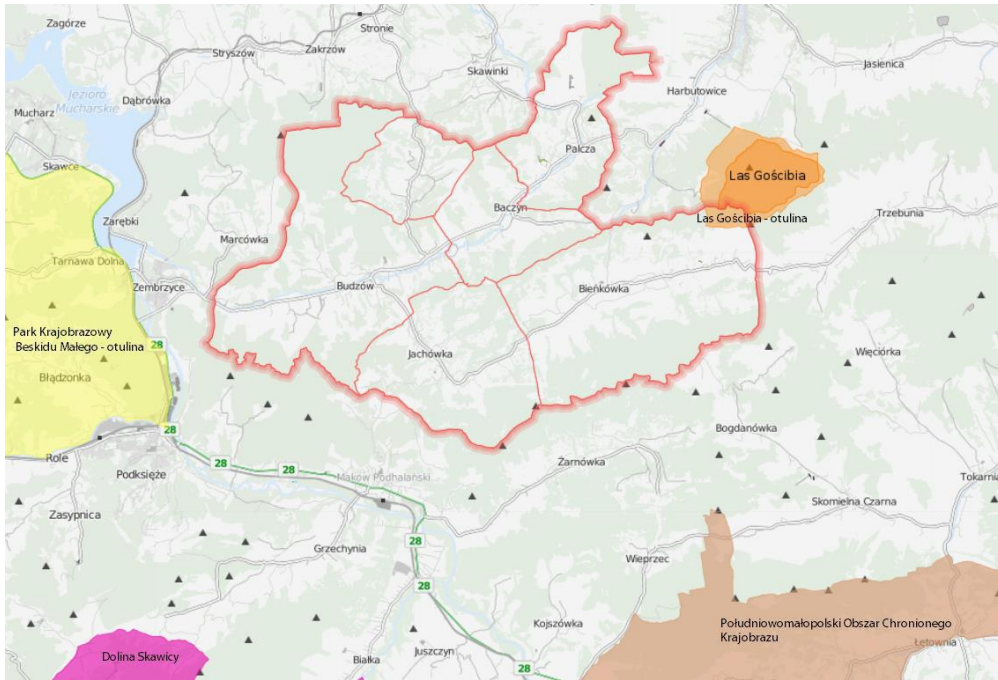 Zagórze
Stronie
Stryszów
Zakrzów
Skawinki
Jasienica
Jezioro
Mucharskie
Dąbrówka
Harbutowice
Mucharz
Palcza
Skawce
Las Gościbia
Baczyn
Zarębki
Las Gościbia - otulina
Trzebunia
Marcówka
Tarnawa Dolna
Zembrzyce
Budzów
Bieńkówka
Park Krajobrazowy
Beskidu Małego - otulina
28
Jachówka
Więciórka
Błądzonka
28
Bogdanówka
Role
28
28
Żarnówka
Podksięże
Maków Podhalański
Tokarnia
Skomielna Czarna
Zasypnica
28
Grzechynia
Wieprzec
28
Kojszówka
Południowomałopolski Obszar Chronionego
Krajobrazu
Łętownia
Juszczyn
Dolina Skawicy
Białka
28